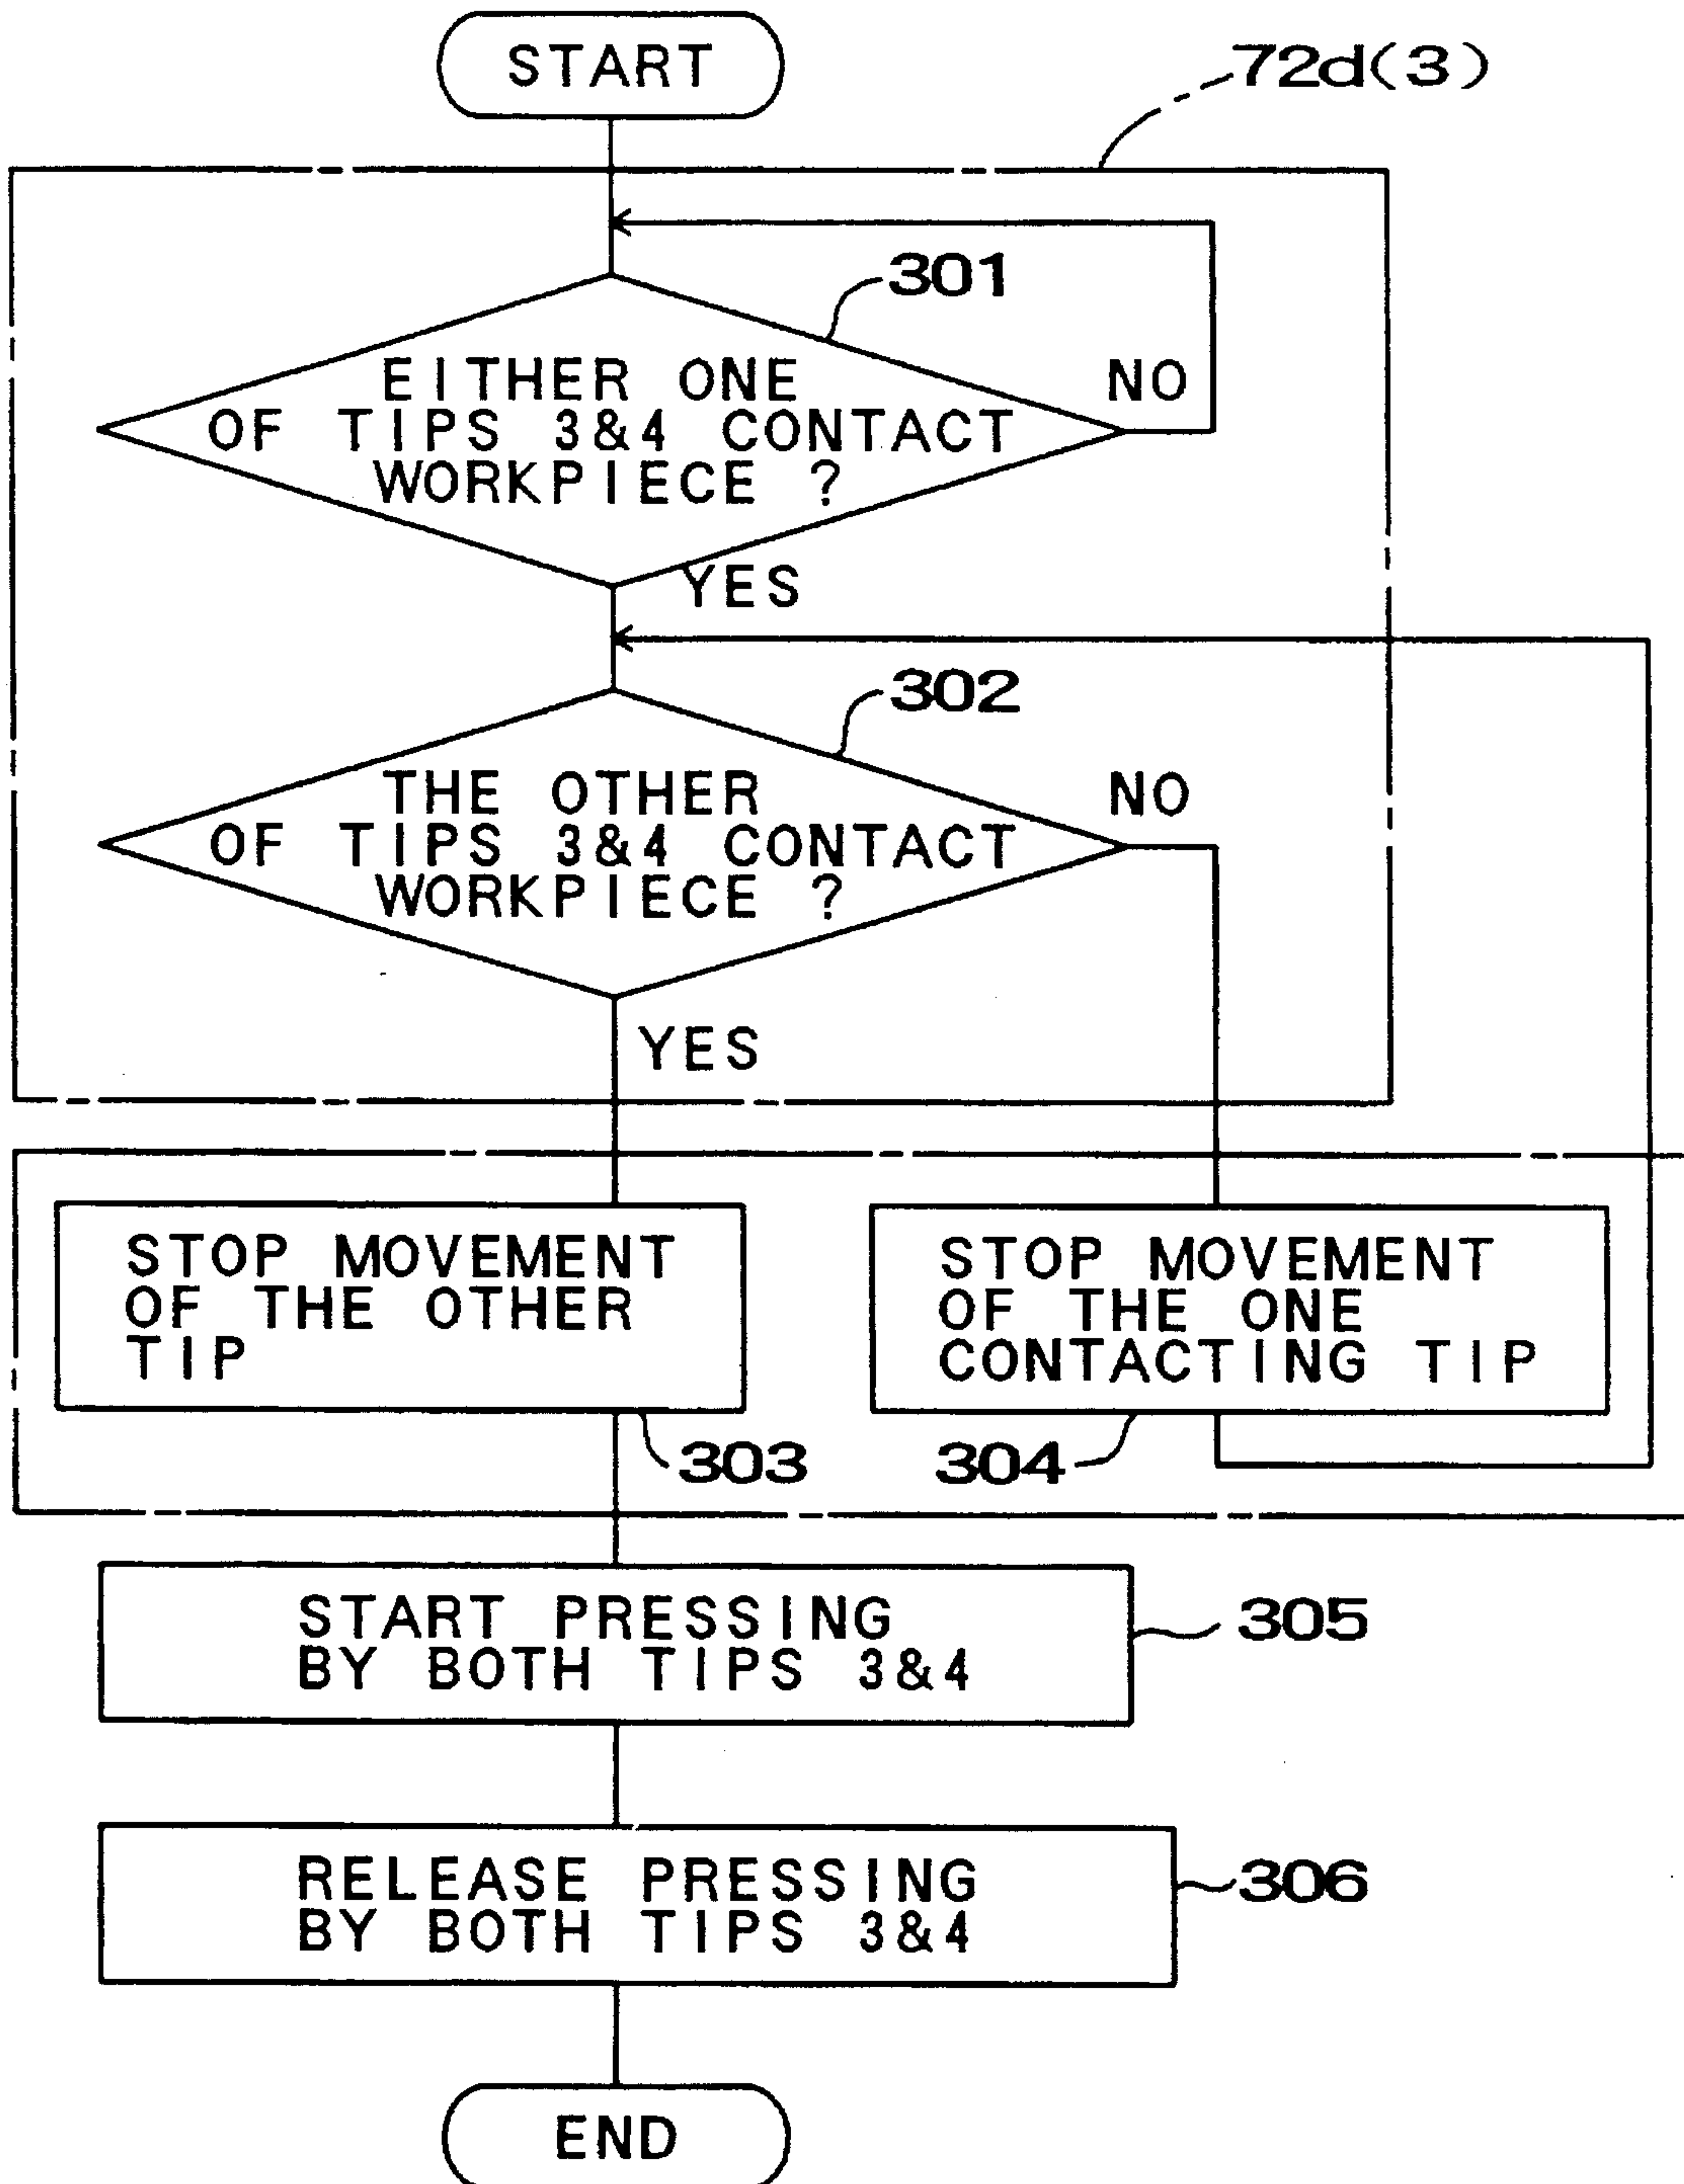 START
72d(3)
301
EITHER ONE
OF TIPS 3&4 CONTACT
WORKPIECE ?
NO
YES
302
THE OTHER
OF TIPS 3&4 CONTACT
WORKPIECE ?
NO
YES
STOP MOVEMENT
OF THE OTHER
TIP
303
STOP MOVEMENT
OF THE ONE
CONTACTING TIP
304
START PRESSING
BY BOTH TIPS 3&4
305
RELEASE PRESSING
BY BOTH TIPS 3&4
306
END